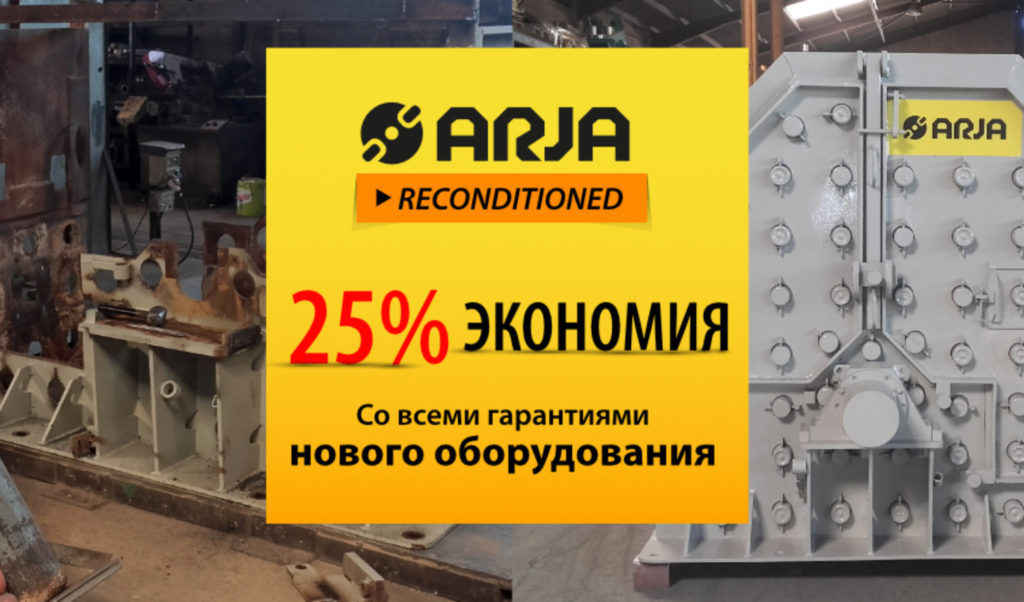 ARJA
RECONDITIONED
25% ЭКОНОМИЯ
Со всеми гарантиями
нового оборудования
ARJA